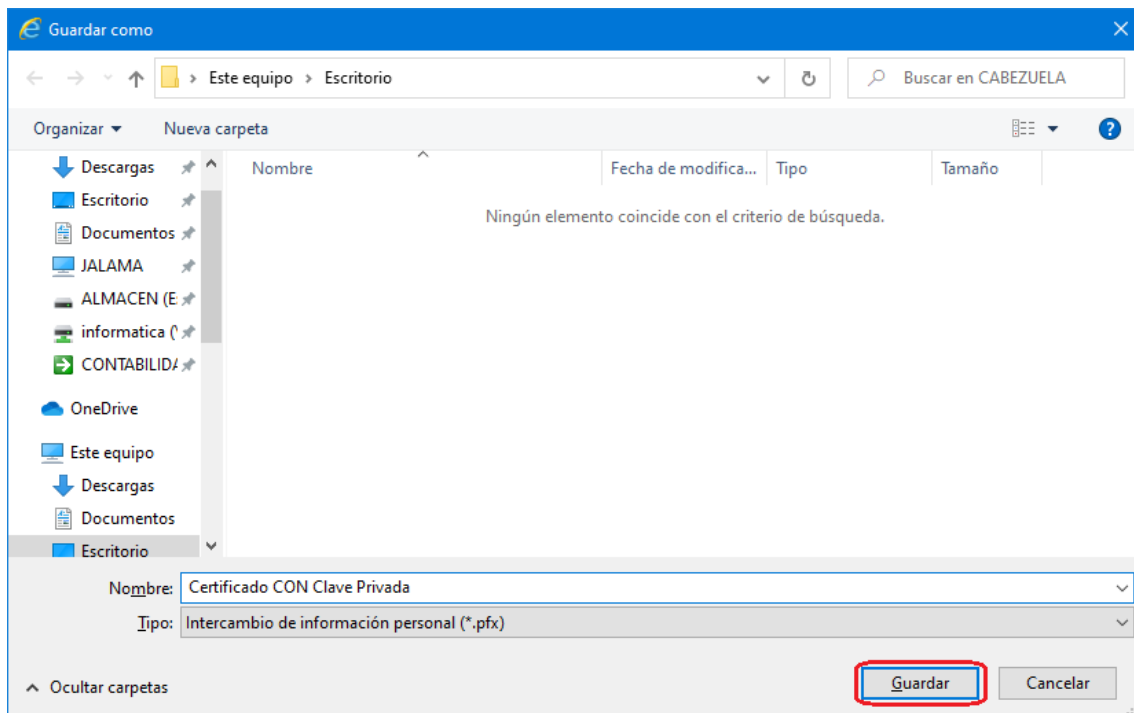 Guardar como
Este equipo > Escritorio
Buscar en CABEZUELA
Organizar
Nueva carpeta
Nombre
Fecha de modifica...
Tipo
Tamaño
Ningún elemento coincide con el criterio de búsqueda.
Descargas
Escritorio
Documentos
JALAMA
ALMACEN (E:
informatica (
CONTABILIDA
OneDrive
Este equipo
Descargas
Documentos
Escritorio
Nombre: Certificado CON Clave Privada
Tipo: Intercambio de información personal (*.pfx)
Ocultar carpetas
Guardar
Cancelar